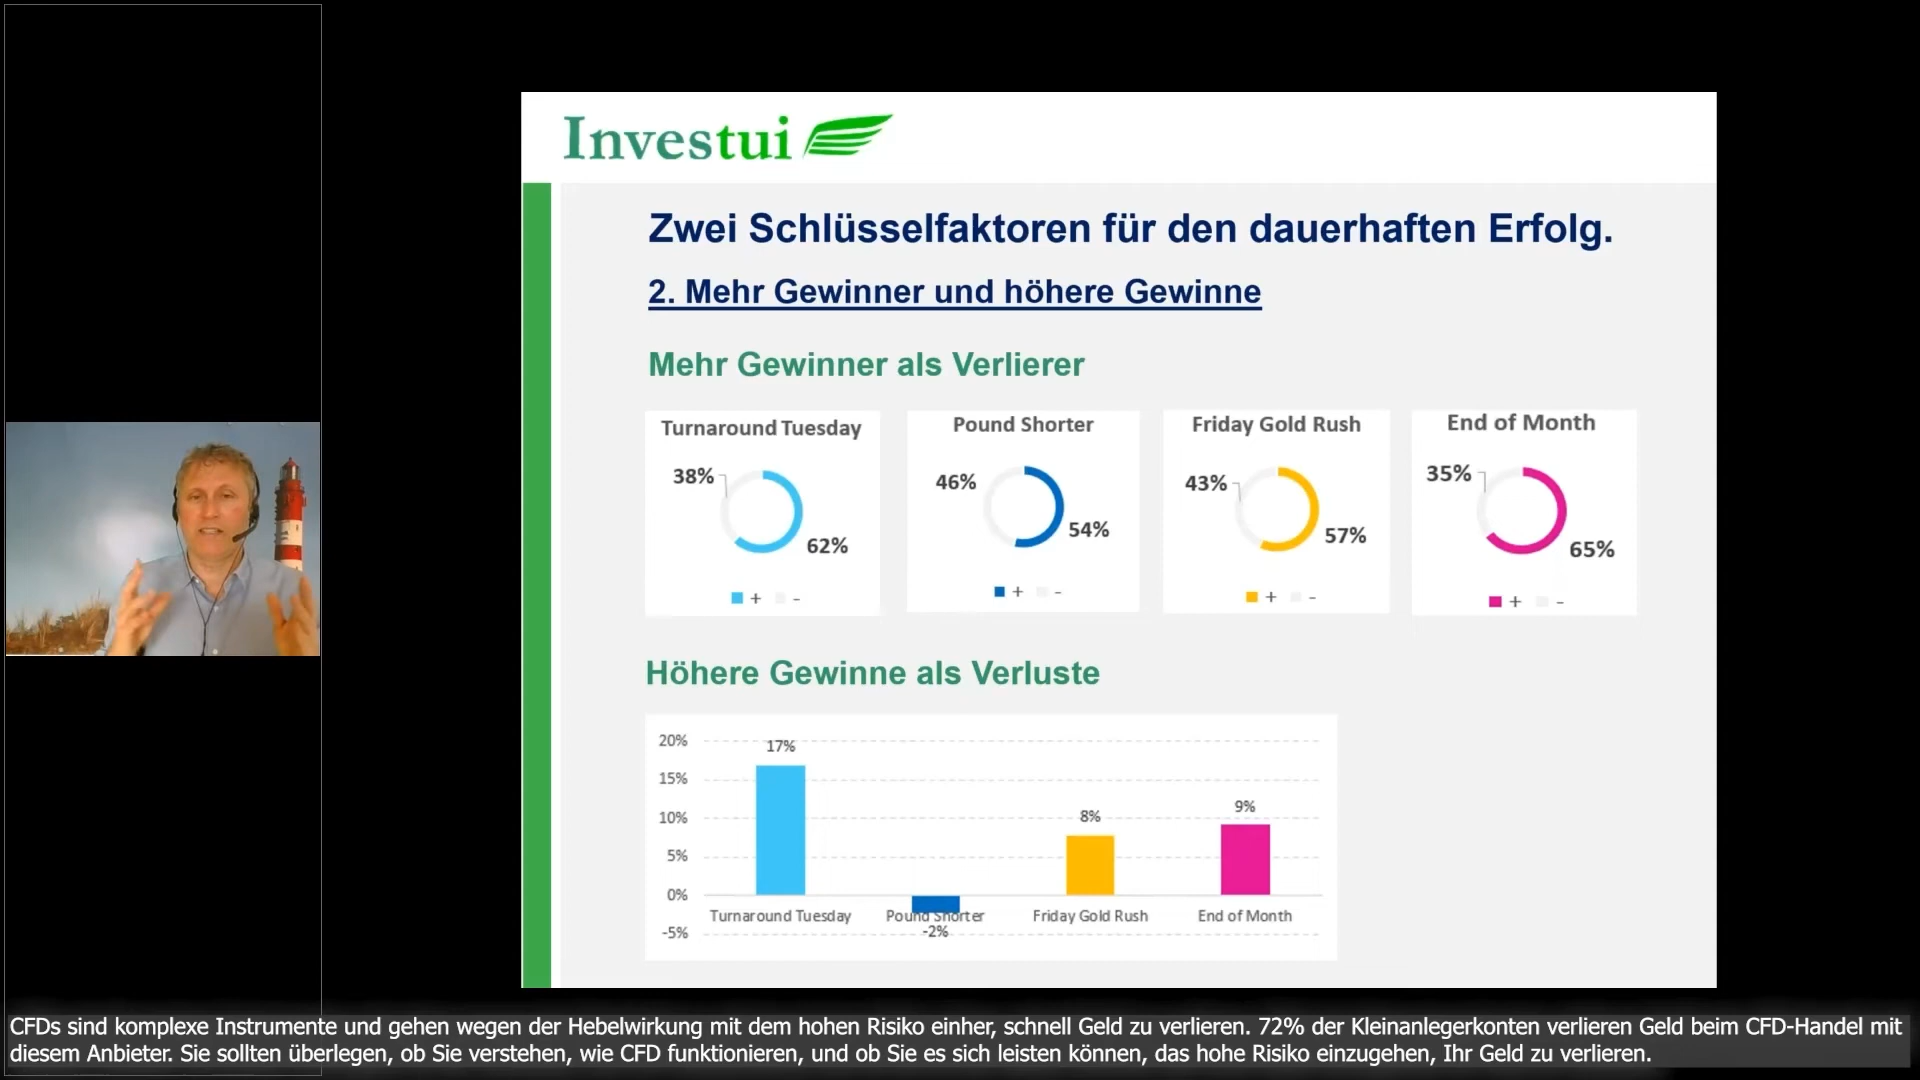 Investui
Zwei Schlüsselfaktoren für den dauerhaften Erfolg.
2. Mehr Gewinner und höhere Gewinne
Mehr Gewinner als Verlierer
Turnaround Tuesday
38%
62%
+ -
Pound Shorter
46%
54%
+ -
Friday Gold Rush
43%
57%
+ -
End of Month
35%
65%
+ -
Höhere Gewinne als Verluste
20%
15%
10%
5%
0%
-5%
17%
-2%
8%
9%
Turnaround Tuesday
Pound Shorter
Friday Gold Rush
End of Month
CFDs sind komplexe Instrumente und gehen wegen der Hebelwirkung mit dem hohen Risiko einher, schnell Geld zu verlieren. 72% der Kleinanlegerkonten verlieren Geld beim CFD-Handel mit
diesem Anbieter. Sie sollten überlegen, ob Sie verstehen, wie CFD funktionieren, und ob Sie es sich leisten können, das hohe Risiko einzugehen, Ihr Geld zu verlieren.